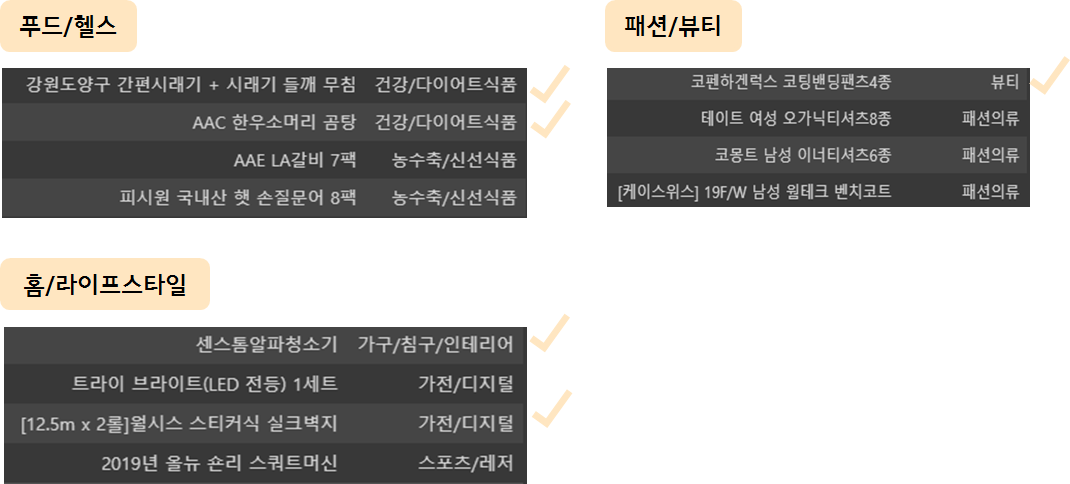 푸드/헬스
강원도양구 간편시래기 + 시래기 들깨 무침 건강/다이어트식품
AAC 한우소머리 곰탕 건강/다이어트식품
AAE LA갈비 7팩 농수축/신선식품
피시원 국내산 햇 손질문어 8팩 농수축/신선식품
패션/뷰티
코펜하겐럭스 코팅밴딩팬츠4종 뷰티
테이트 여성 오가닉티셔츠8종 패션의류
코몽트 남성 이너티셔츠6종 패션의류
[케이스위스] 19F/W 남성 웜테크 벤치코트 패션의류
홈/라이프스타일
센스톰알파청소기 가구/침구/인테리어
트라이 브라이트(LED 전등) 1세트 가전/디지털
[12.5m x 2롤]월시스 스티커식 실크벽지 가전/디지털
2019년 올뉴 숀리 스쿼트머신 스포츠/레저